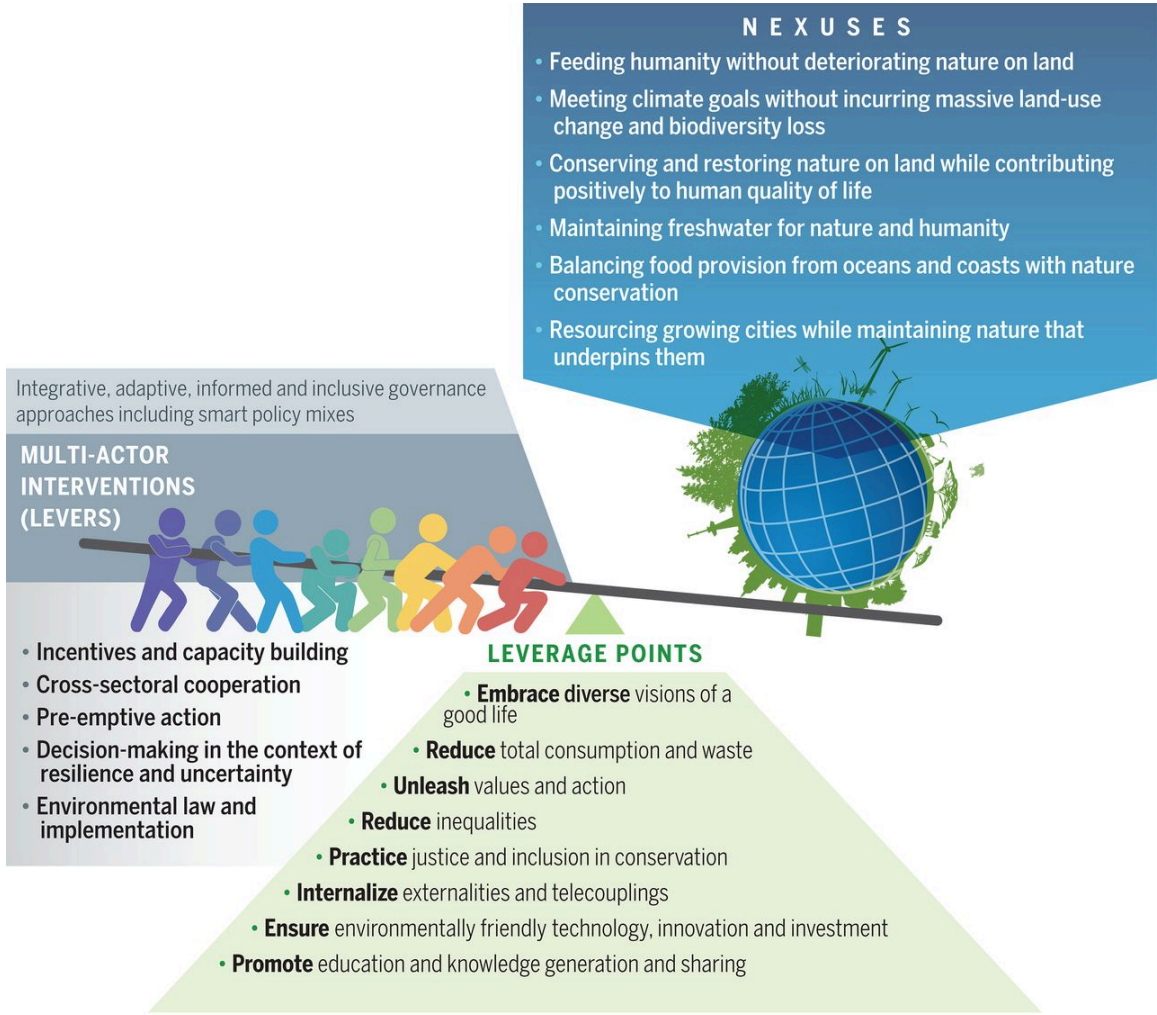 NEXUSES
• Feeding humanity without deteriorating nature on land
• Meeting climate goals without incurring massive land-use
change and biodiversity loss
• Conserving and restoring nature on land while contributing
positively to human quality of life
• Maintaining freshwater for nature and humanity
• Balancing food provision from oceans and coasts with nature
conservation
• Resourcing growing cities while maintaining nature that
underpins them
Integrative, adaptive, informed and inclusive governance
approaches including smart policy mixes
MULTI-ACTOR
INTERVENTIONS
(LEVERS)
• Incentives and capacity building
• Cross-sectoral cooperation
• Pre-emptive action
• Decision-making in the context of
resilience and uncertainty
• Environmental law and
implementation
LEVERAGE POINTS
• Embrace diverse visions of a
good life
• Reduce total consumption and waste
• Unleash values and action
• Reduce inequalities
• Practice justice and inclusion in conservation
• Internalize externalities and telecouplings
• Ensure environmentally friendly technology, innovation and investment
• Promote education and knowledge generation and sharing